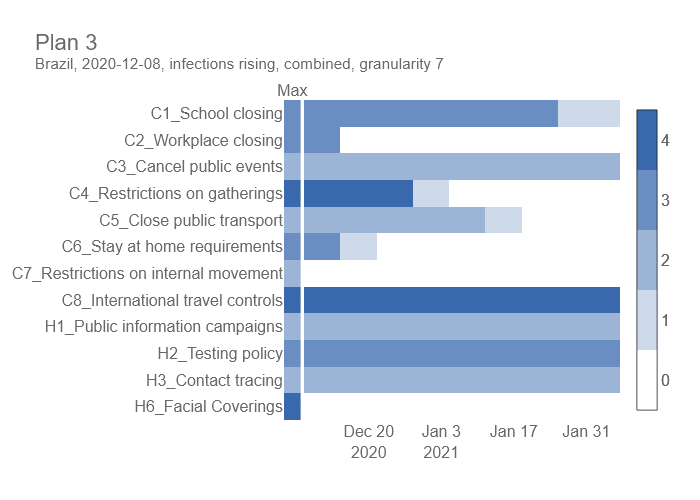 Plan 3
Brazil, 2020-12-08, infections rising, combined, granularity 7
Max
C1_School closing
C2_Workplace closing
C3_Cancel public events
C4_Restrictions on gatherings
C5_Close public transport
C6_Stay at home requirements
C7_Restrictions on internal movement
C8_International travel controls
H1_Public information campaigns
H2_Testing policy
H3_Contact tracing
H6_Facial Coverings
4
3
2
1
0
Dec 20 Jan 3 Jan 17 Jan 31
2020 2021